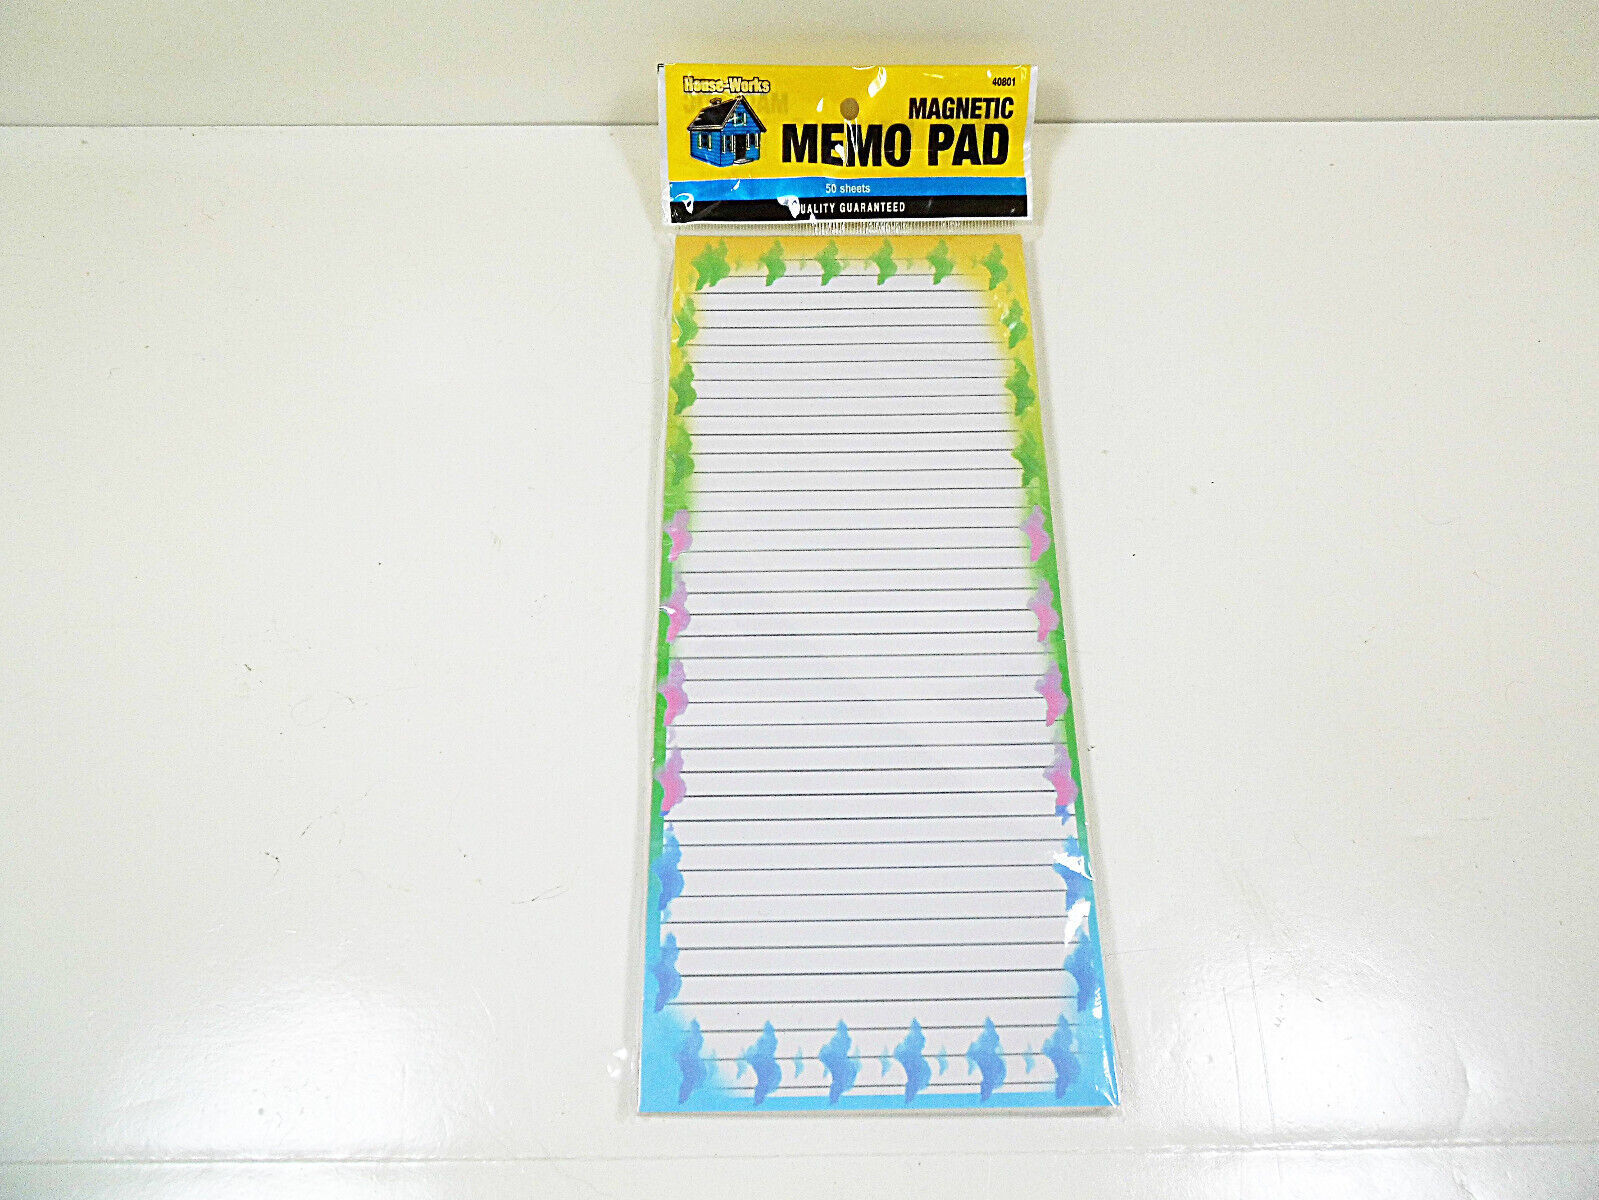 House-Works
40801
MAGNETIC
MEMO PAD
50 sheets
QUALITY GUARANTEED